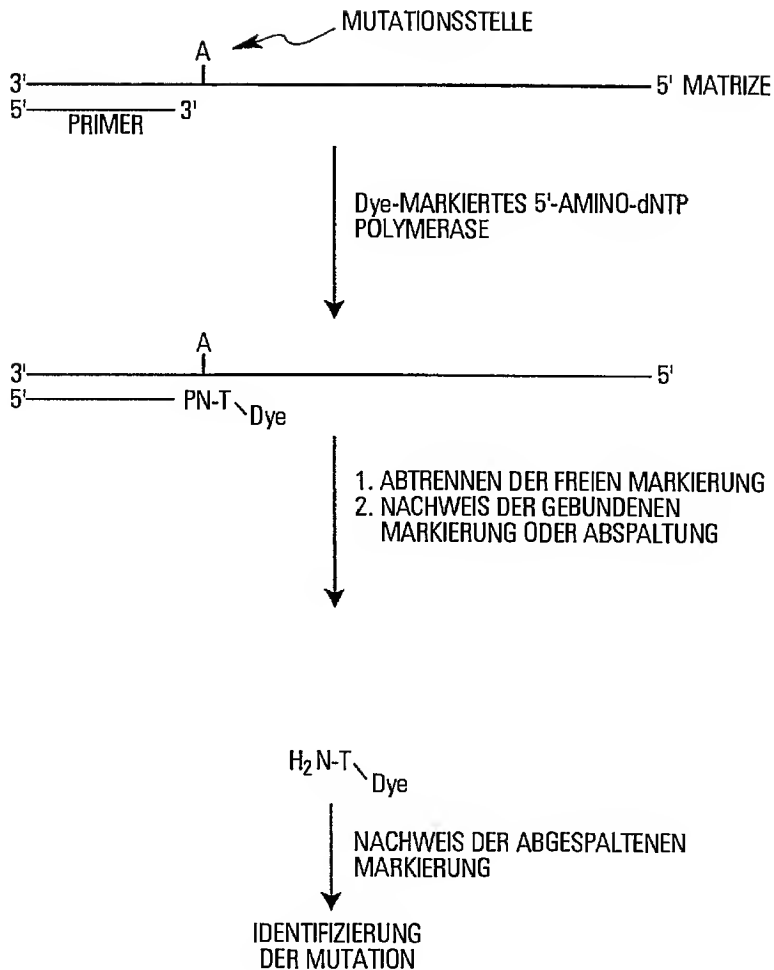 MUTATIONSSTELLE
A
3' 5' MATRIZE
5' 3'
PRIMER
Dye-MARKIERTES 5'-AMINO-dNTP
POLYMERASE
A
3' 5'
5' PN-T
Dye
1. ABTRENNEN DER FREIEN MARKIERUNG
2. NACHWEIS DER GEBUNDENEN
MARKIERUNG ODER ABSPALTUNG
H₂N-T
Dye
NACHWEIS DER ABGESPALTENEN
MARKIERUNG
IDENTIFIZIERUNG
DER MUTATION